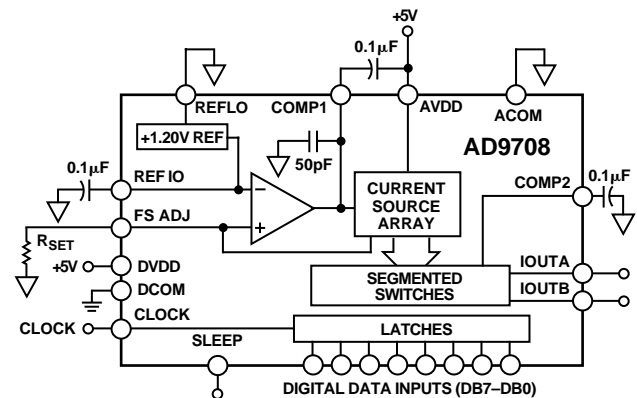 +5V
0.1µF
REFLO
COMP1
AVDD
ACOM
+1.20V REF
50pF
AD9708
0.1µF
REF IO
CURRENT
SOURCE
ARRAY
COMP2
0.1µF
FS ADJ
RSET
+5V
DVDD
DCOM
SEGMENTED
SWITCHES
IOUTA
IOUTB
CLOCK
CLOCK
SLEEP
LATCHES
DIGITAL DATA INPUTS (DB7–DB0)
−
+